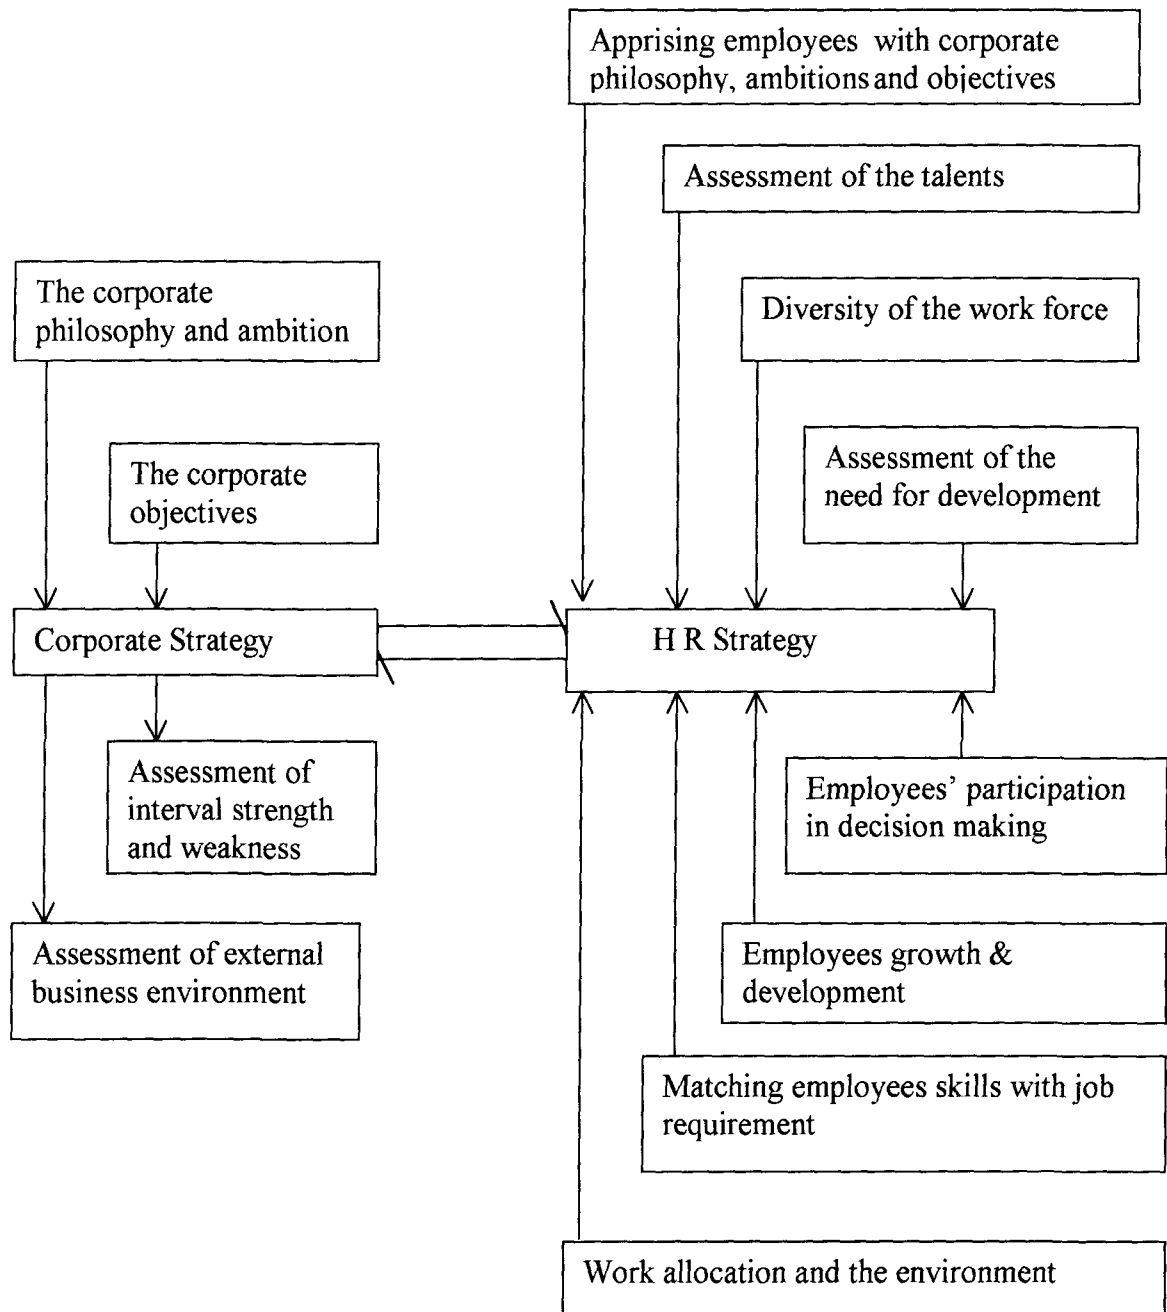 Apprising employees with corporate
philosophy, ambitions and objectives
Assessment of the talents
The corporate
philosophy and ambition
Diversity of the work force
The corporate
objectives
Assessment of the
need for development
Corporate Strategy
H R Strategy
Assessment of
interval strength
and weakness
Employees' participation
in decision making
Assessment of external
business environment
Employees growth &
development
Matching employees skills with job
requirement
Work allocation and the environment